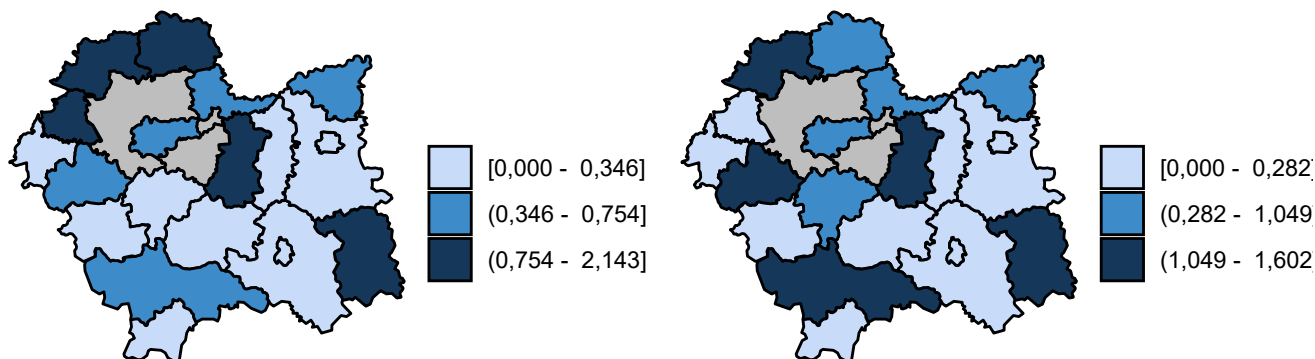 [0,000 - 0,346]
(0,346 - 0,754]
(0,754 - 2,143]
[0,000 - 0,282]
(0,282 - 1,049]
(1,049 - 1,602]